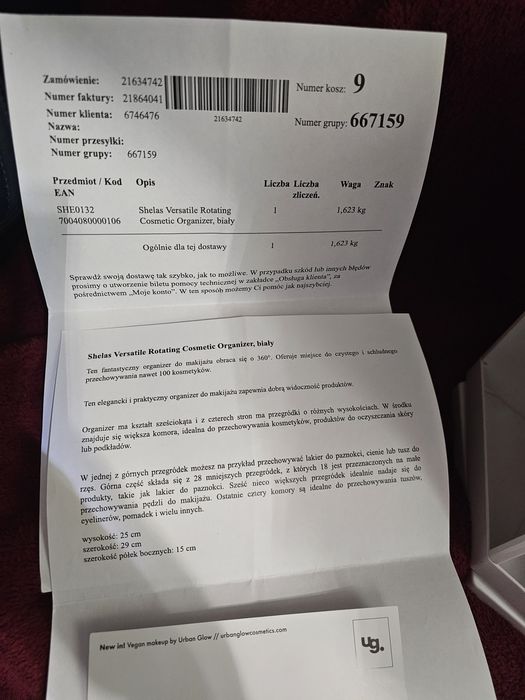 Zamówienie: 21634742
Numer faktury: 21864041
Numer klienta: 6746476
Nazwa:
Numer przesyłki:
Numer grupy: 667159
21634742
Numer kosz: 9
Numer grupy: 667159
Przedmiot / Kod EAN Opis Liczba Liczba zliczeń. Waga Znak
SHE0132 Shelas Versatile Rotating 1 1,623 kg
7004080000106 Cosmetic Organizer, biały
Ogólnie dla tej dostawy 1 1,623 kg
Sprawdź swoją dostawę tak szybko, jak to możliwe. W przypadku szkód lub innych błędów
prosimy o utworzenie biletu pomocy technicznej w zakładce „Obsługa klienta”, za
pośrednictwem „Moje konto”. W ten sposób możemy Ci pomóc jak najszybciej.
Shelas Versatile Rotating Cosmetic Organizer, biały
Ten fantastyczny organizer do makijażu obraca się o 360°. Oferuje miejsce do czystego i schludnego
przechowywania nawet 100 kosmetyków.
Ten elegancki i praktyczny organizer do makijażu zapewnia dobrą widoczność produktów.
Organizer ma kształt sześciokąta i z czterech stron ma przegródki o różnych wysokościach. W środku
znajduje się większa komora, idealna do przechowywania kosmetyków, produktów do oczyszczania skóry
lub podkładów.
W jednej z górnych przegródek możesz na przykład przechowywać lakier do paznokci, cienie lub tusz do
rzęs. Górna część składa się z 28 mniejszych przegródek, z których 18 jest przeznaczonych na małe
produkty, takie jak lakier do paznokci. Sześć nieco większych przegródek idealnie nadaje się do
przechowywania pędzli do makijażu. Ostatnie cztery komory są idealne do przechowywania tuszów,
eyelinerów, pomadek i wielu innych.
wysokość: 25 cm
szerokość: 29 cm
szerokość półek bocznych: 15 cm
New in! Vegan makeup by Urban Glow // urbanglowcosmetics.com
ug.